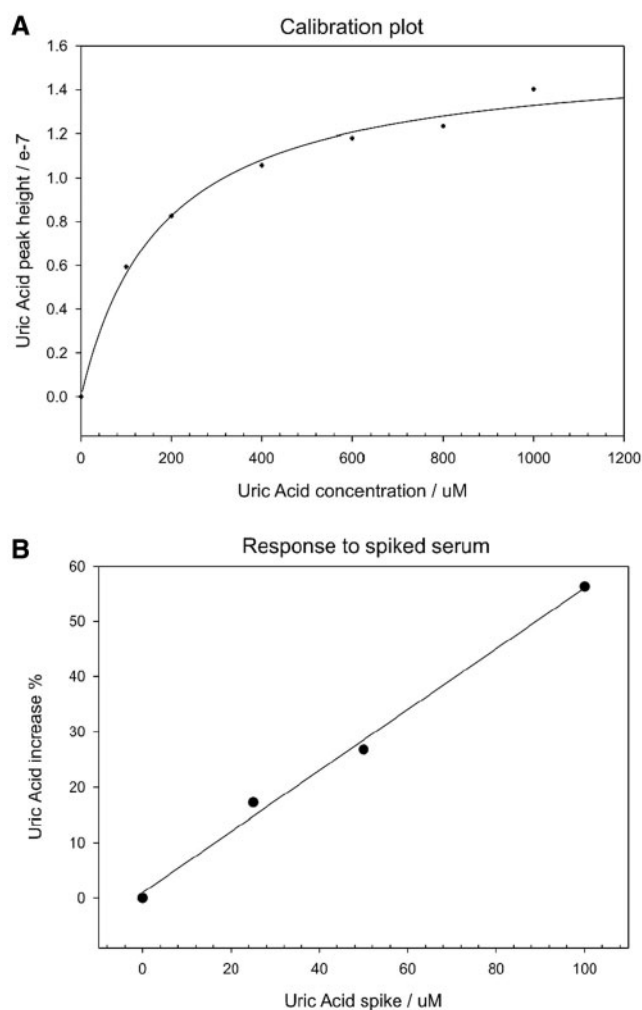 A
Calibration plot
1.6
1.4
1.2
1.0
0.8
0.6
0.4
0.2
0.0
Uric Acid peak height / e-7
0 200 400 600 800 1000 1200
Uric Acid concentration / uM
B
Response to spiked serum
60
50
40
30
20
10
0
Uric Acid increase %
0 20 40 60 80 100
Uric Acid spike / uM